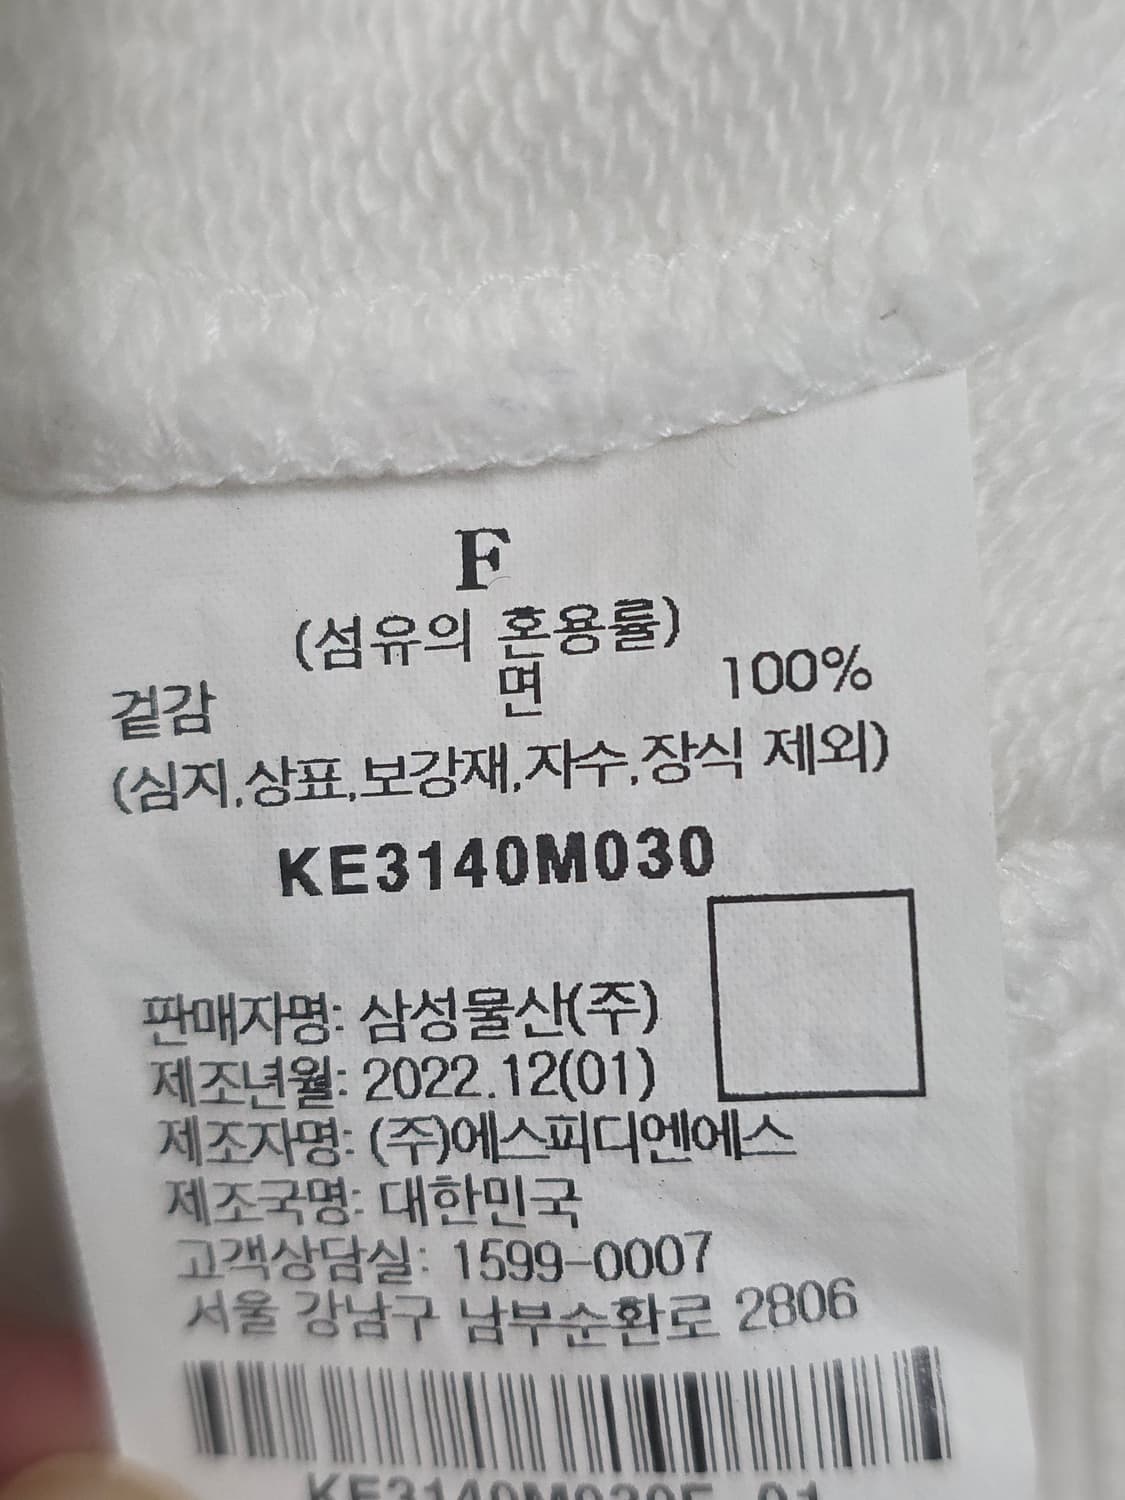 F
(섬유의 혼용률)
겉감 면 100%
(심지,상표,보강재,자수,장식 제외)
KE3140M030
판매자명: 삼성물산(주)
제조년월: 2022.12(01)
제조자명: (주)에스피디엔에스
제조국명: 대한민국
고객상담실: 1599-0007
서울 강남구 남부순환로 2806